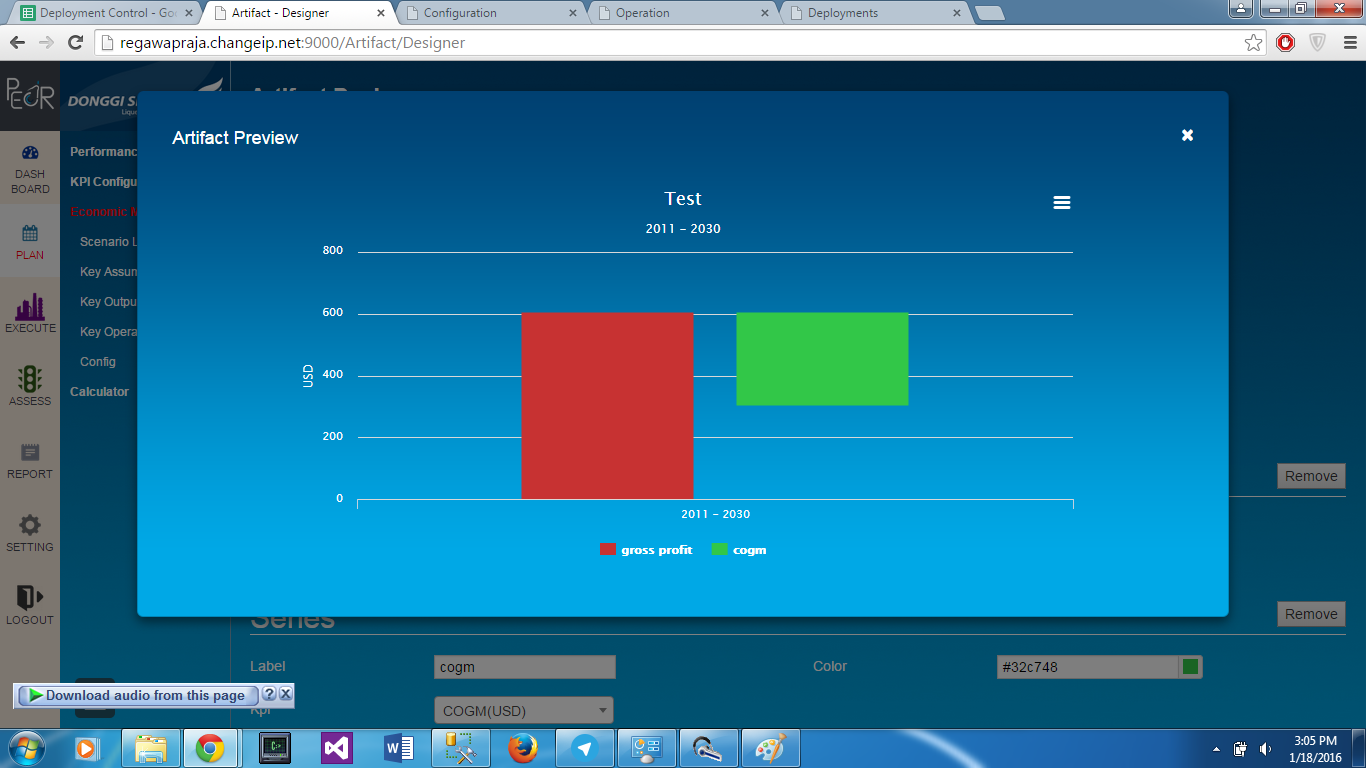 Deployment Control - Goo
Artifact - Designer
Configuration
Operation
Deployments
regawapraja.changeip.net:9000/Artifact/Designer
PEAR
DONGGI S
Artifact Preview
Performanc
KPI Configu
Economic M
Scenario L
Key Assun
Key Outpu
Key Opera
Config
Calculator
DASH
BOARD
PLAN
EXECUTE
ASSESS
REPORT
SETTING
LOGOUT
Test
2011 - 2030
800
600
400
200
0
USD
2011 - 2030
gross profit
cogm
Remove
Series
Remove
Label
cogm
Color
#32c748
Download audio from this page
?
Kpi
COGM(USD)
3:05 PM
1/18/2016